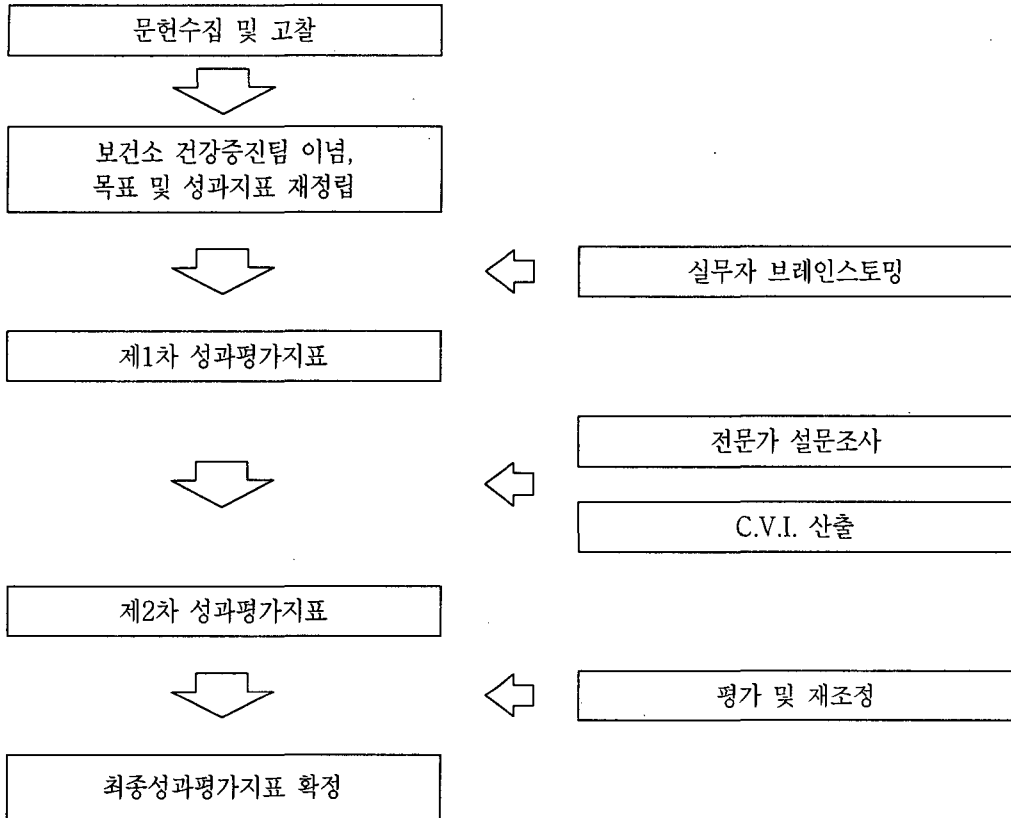 문헌수집 및 고찰
보건소 건강증진팀 이념,
목표 및 성과지표 재정립
실무자 브레인스토밍
제1차 성과평가지표
전문가 설문조사
C.V.I. 산출
제2차 성과평가지표
평가 및 재조정
최종성과평가지표 확정